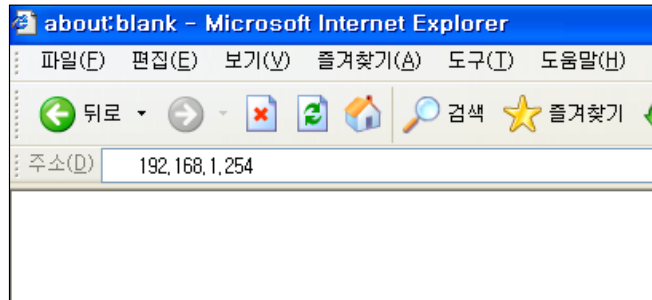 about:blank - Microsoft Internet Explorer
파일(F) 편집(E) 보기(V) 즐겨찾기(A) 도구(T) 도움말(H)
뒤로 검색 즐겨찾기
주소(D) 192,168,1,254